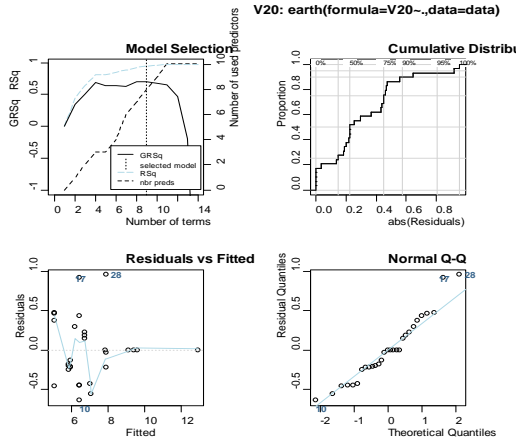 V20: earth(formula=V20~.,data=data)
Model Selection
GRSq RSq
-1 -0.5 0 0.5 1
0 2 4 6 8 10
Number of used predictors
GRSq
selected model
RSq
nbr preds
0 2 4 6 8 10 12 14
Number of terms
Cumulative Distribu
Proportion
0.0 0.2 0.4 0.6 0.8 1.0
0% 50% 75% 90% 95% 100%
0.0 0.2 0.4 0.6 0.8
abs(Residuals)
Residuals vs Fitted
Residuals
-0.5 0.0 0.5 1.0
17 28
10
6 8 10 12
Fitted
Normal Q-Q
Residual Quantiles
-0.5 0.0 0.5 1.0
17 28
10
-2 -1 0 1 2
Theoretical Quantiles